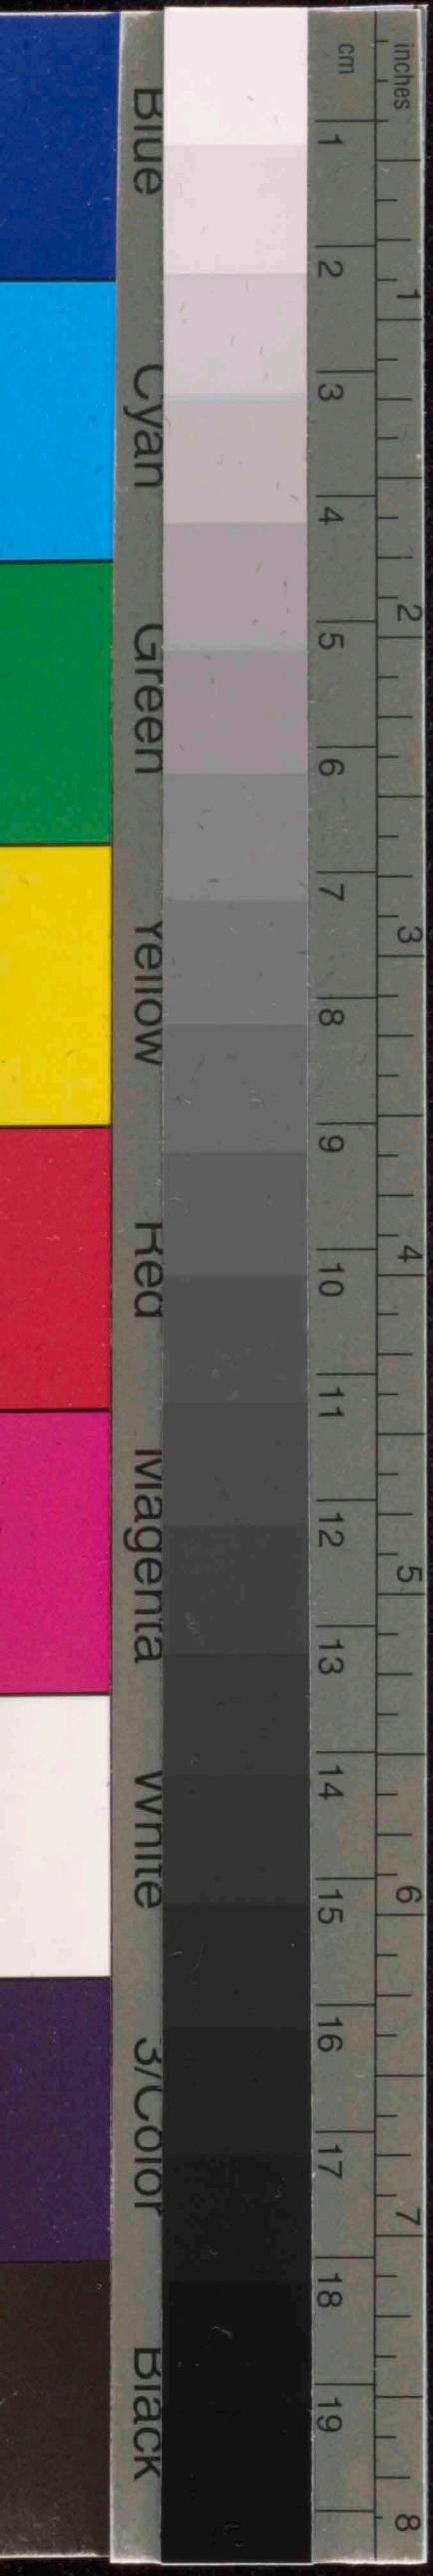 inches 1 2 3 4 5 6 7 8
cm 1 2 3 4 5 6 7 8 9 10 11 12 13 14 15 16 17 18 19
Blue Cyan Green Yellow Red Magenta White 3/Color Black